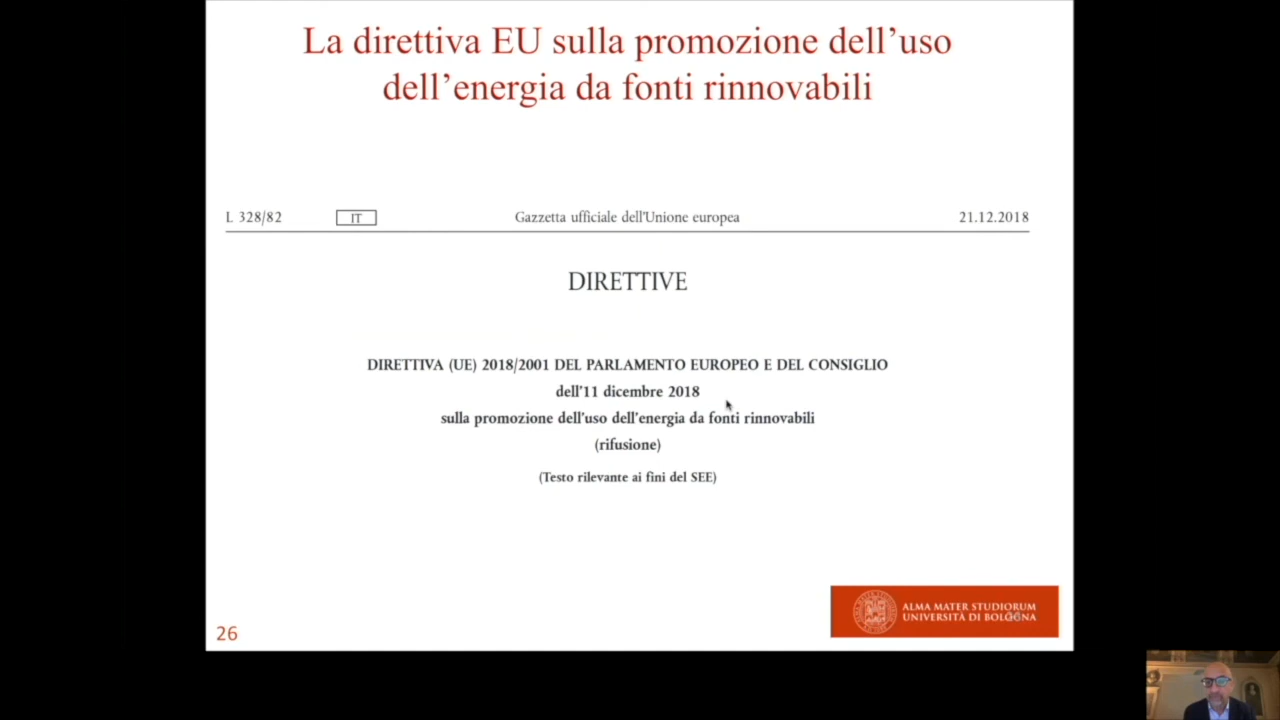 La direttiva EU sulla promozione dell’uso
dell’energia da fonti rinnovabili
L 328/82 IT Gazzetta ufficiale dell'Unione europea 21.12.2018
DIRETTIVE
DIRETTIVA (UE) 2018/2001 DEL PARLAMENTO EUROPEO E DEL CONSIGLIO
dell'11 dicembre 2018
sulla promozione dell'uso dell'energia da fonti rinnovabili
(rifusione)
(Testo rilevante ai fini del SEE)
ALMA MATER STUDIORUM
UNIVERSITÀ DI BOLOGNA
26